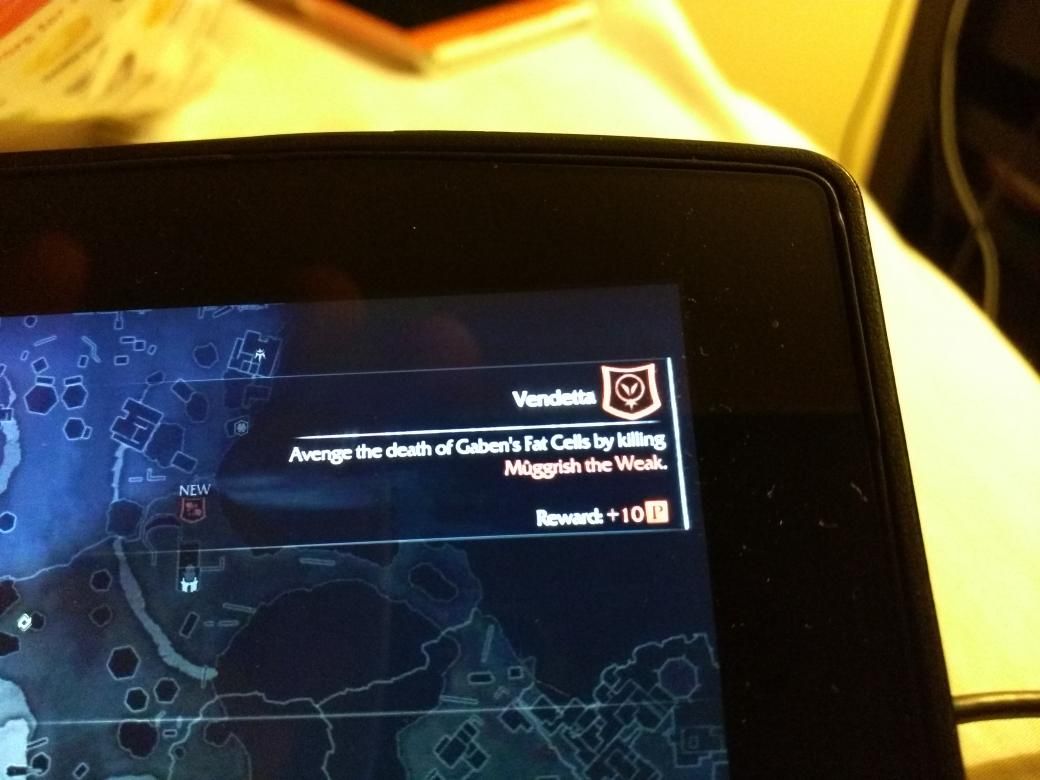 Vendetta
Avenge the death of Gaben's Fat Cells by killing
Mûggrish the Weak.
NEW
Reward: +10 P